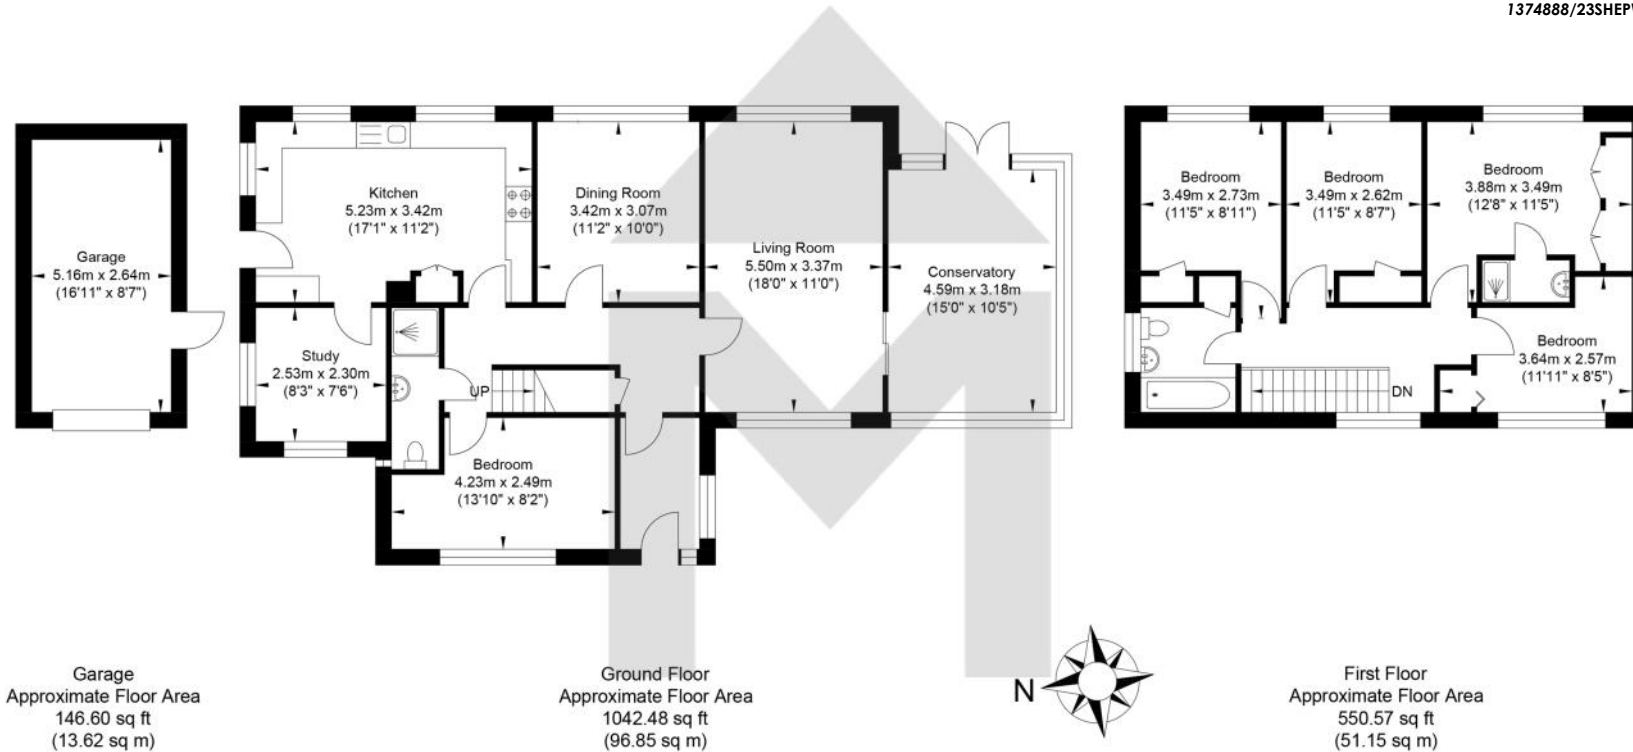 1374888/23SHEP
Garage
5.16m x 2.64m
(16'11" x 8'7")
Kitchen
5.23m x 3.42m
(17'1" x 11'2")
Dining Room
3.42m x 3.07m
(11'2" x 10'0")
Living Room
5.50m x 3.37m
(18'0" x 11'0")
Conservatory
4.59m x 3.18m
(15'0" x 10'5")
Study
2.53m x 2.30m
(8'3" x 7'6")
UP
Bedroom
4.23m x 2.49m
(13'10" x 8'2")
Bedroom
3.49m x 2.73m
(11'5" x 8'11")
Bedroom
3.49m x 2.62m
(11'5" x 8'7")
Bedroom
3.88m x 3.49m
(12'8" x 11'5")
Bedroom
3.64m x 2.57m
(11'11" x 8'5")
DN
Garage
Approximate Floor Area
146.60 sq ft
(13.62 sq m)
Ground Floor
Approximate Floor Area
1042.48 sq ft
(96.85 sq m)
N
First Floor
Approximate Floor Area
550.57 sq ft
(51.15 sq m)